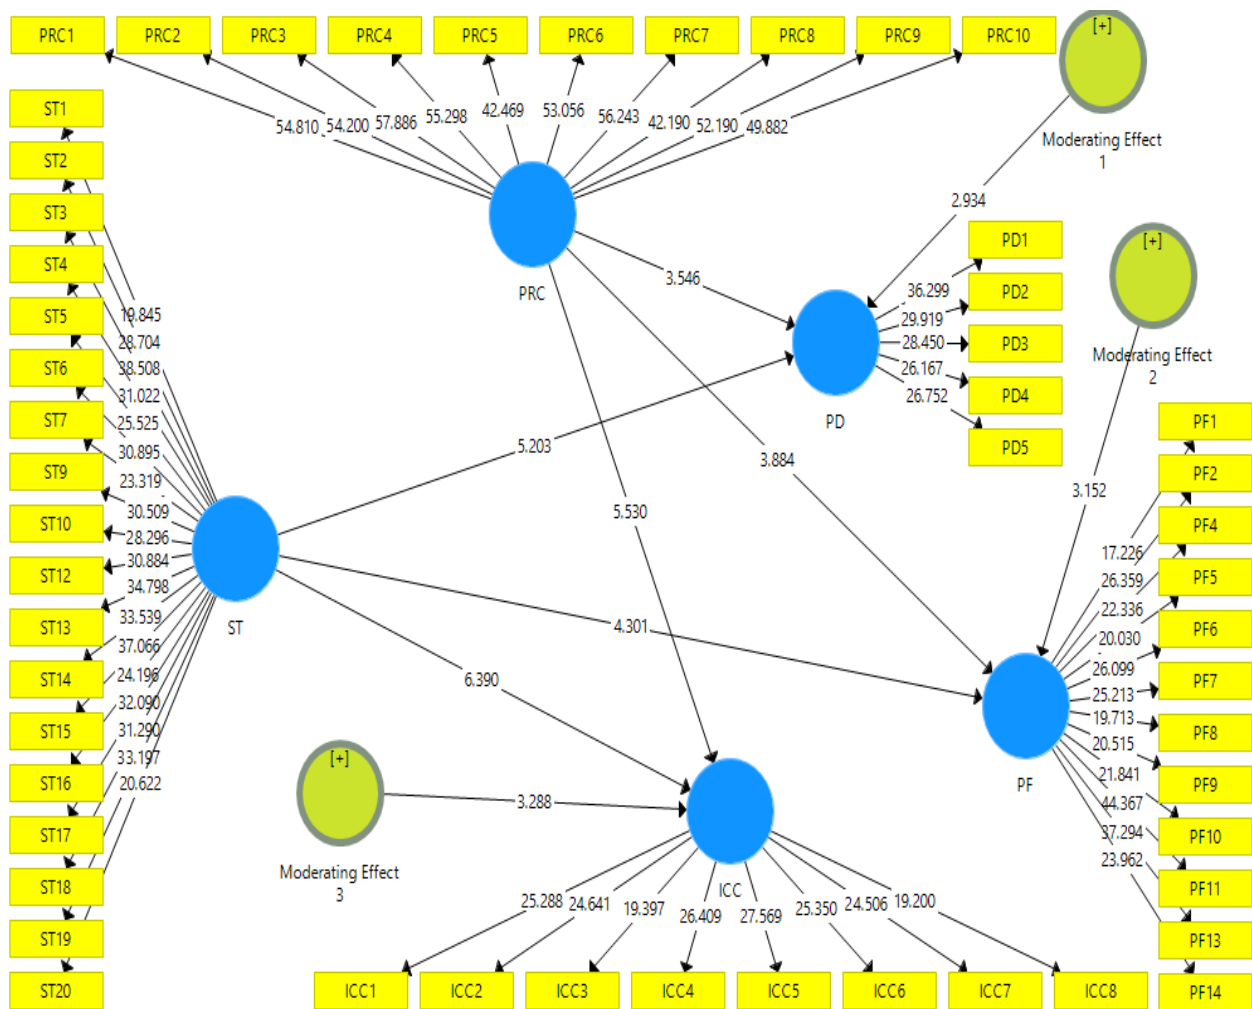 PRC1 PRC2 PRC3 PRC4 PRC5 PRC6 PRC7 PRC8 PRC9 PRC10
[+]
54.810 54.200 57.886 55.298 42.469 53.056 56.243 42.190 52.190 49.882
Moderating Effect
1
ST1
ST2
ST3
ST4
ST5
ST6
ST7
ST9
ST10
ST12
ST13
ST14
ST15
ST16
ST17
ST18
ST19
ST20
19.845
28.704
38.508
31.022
25.525
30.895
23.319
30.509
28.296
30.884
34.798
33.539
37.066
24.196
32.090
31.290
33.197
20.622
ST
PRC
2.934
3.546
5.203
3.884
5.530
4.301
6.390
3.288
3.152
PD1
PD2
PD3
PD4
PD5
36.299
29.919
28.450
26.167
26.752
PD
[+]
Moderating Effect
2
PF1
PF2
PF4
PF5
PF6
PF7
PF8
PF9
PF10
PF11
PF13
PF14
17.226
26.359
22.336
20.030
26.099
25.213
19.713
20.515
21.841
44.367
37.294
23.962
PF
[+]
Moderating Effect
3
ICC
25.288 24.641 19.397 26.409 27.569 25.350 24.506 19.200
ICC1 ICC2 ICC3 ICC4 ICC5 ICC6 ICC7 ICC8